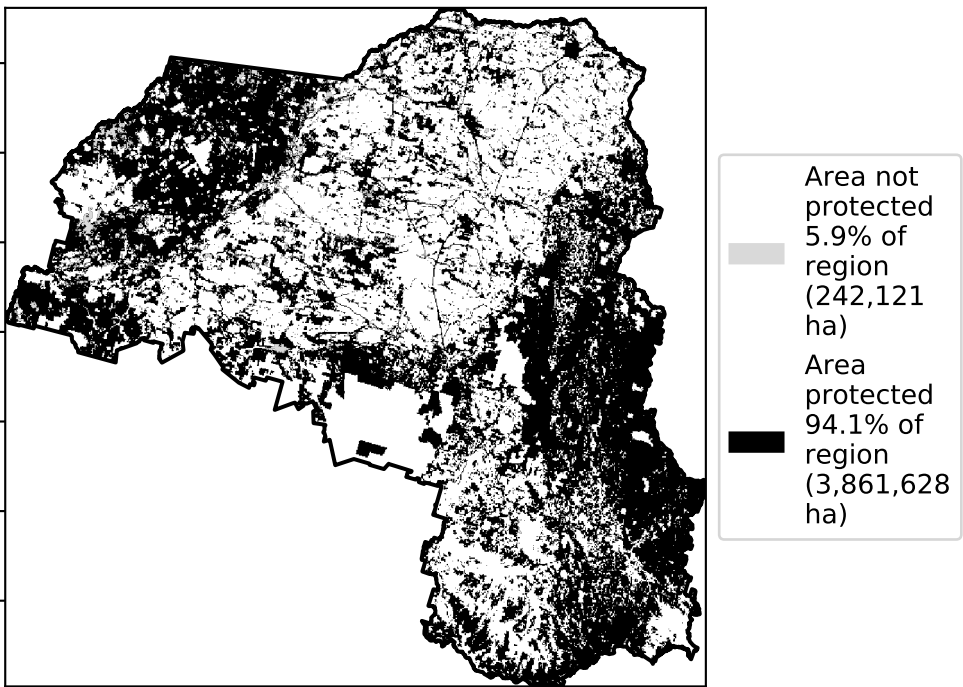 Area not
protected
5.9% of
region
(242,121
ha)
Area
protected
94.1% of
region
(3,861,628
ha)